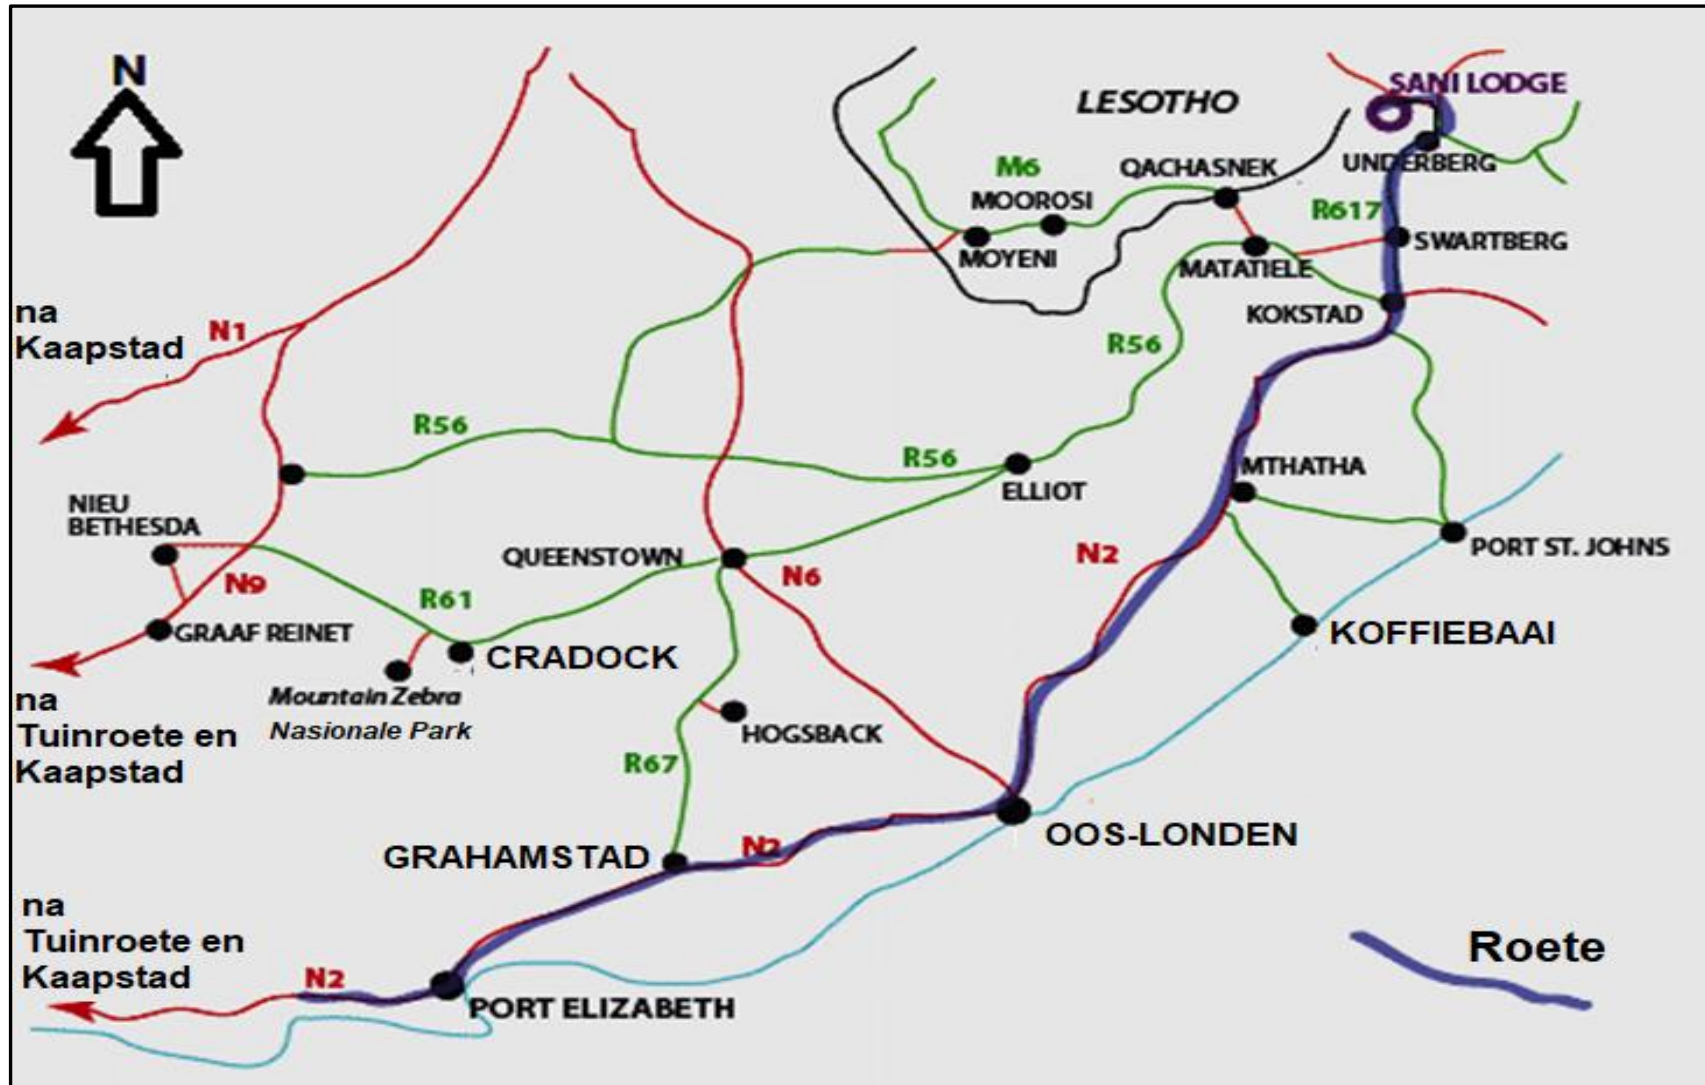 N
LESOTHO
SANI LODGE
M6
QACHASNEK
UNDERBERG
MOOROSI
R617
MOYENI
MATATIELE
SWARTBERG
na
Kaapstad
N1
KOKSTAD
R56
R56
R56
ELLIOT
MTHATHA
NIEU
BETHESDA
QUEENSTOWN
N2
PORT ST. JOHNS
N9
R61
N6
GRAAF REINET
CRADOCK
KOFFIEBAAI
na
Tuinroete en
Kaapstad
Mountain Zebra
Nasionale Park
HOGSBACK
R67
OOS-LONDEN
GRAHAMSTAD
N2
na
Tuinroete en
Kaapstad
N2
PORT ELIZABETH
Roete